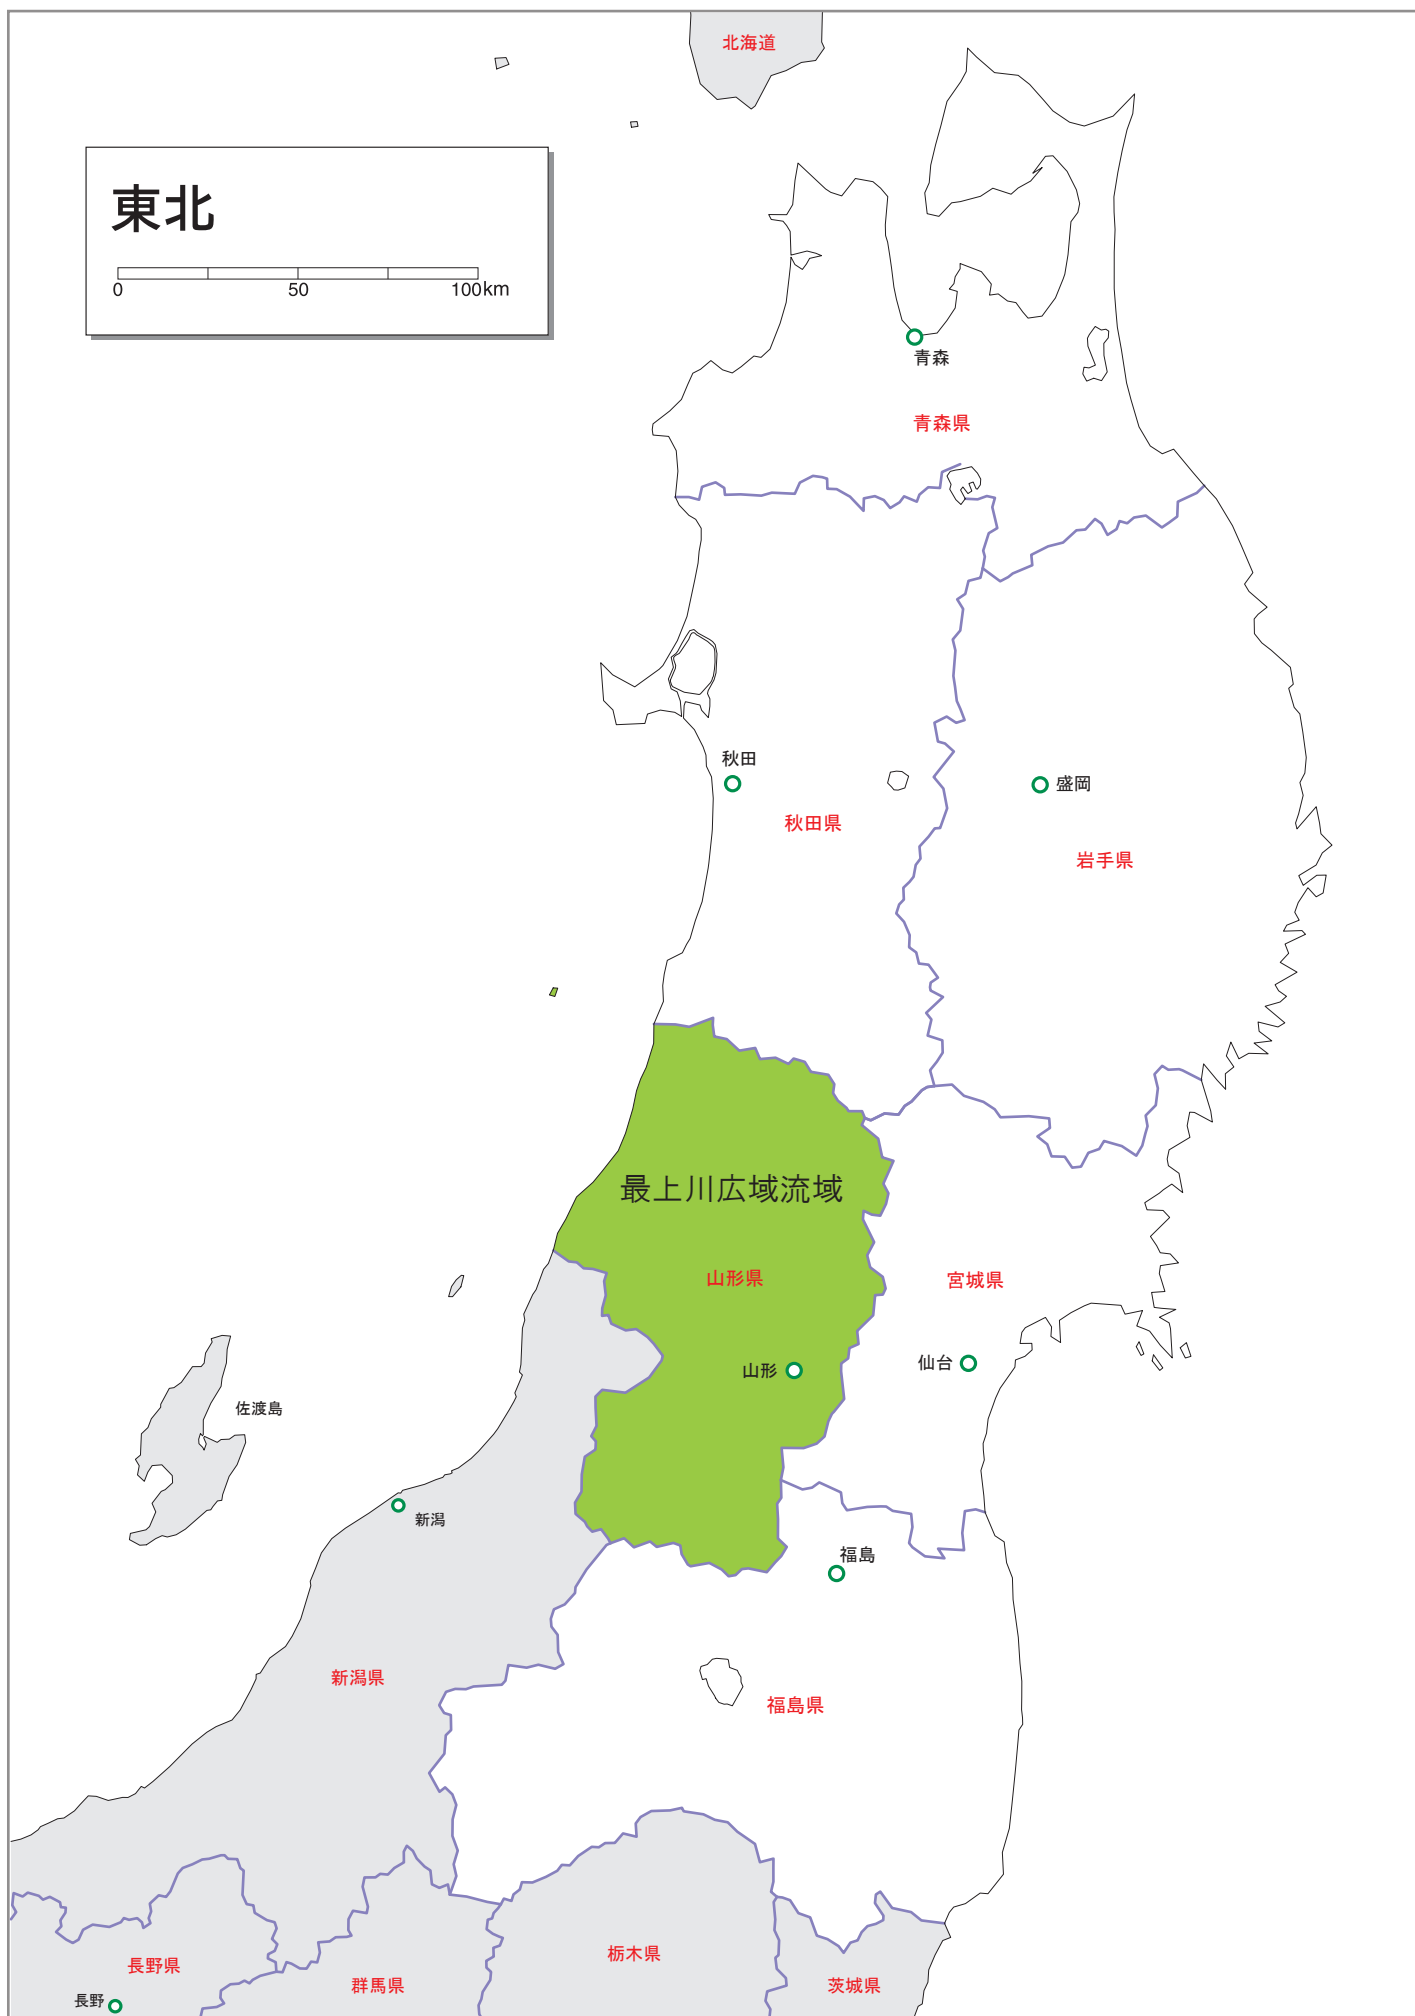 北海道
東北
0 50 100km
青森
青森県
秋田
盛岡
秋田県
岩手県
最上川広域流域
山形県
宮城県
山形
仙台
佐渡島
新潟
福島
新潟県
福島県
栃木県
長野県
群馬県
茨城県
長野